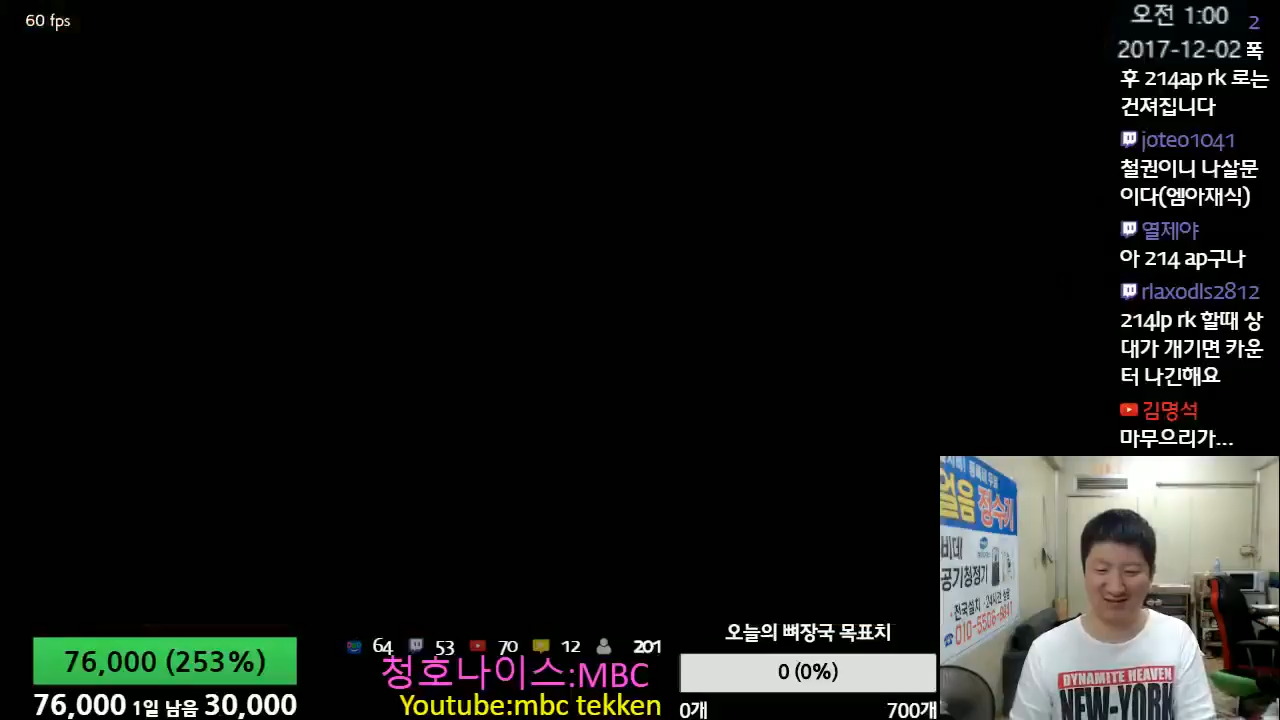 60 fps
오전 1:00
2
2017-12-02 폭
후 214ap rk 로는
건져집니다
joteo1041
철권이니 나살문
이다(엠아재식)
열제야
아 214 ap구나
rlaxodls2812
214lp rk 할때 상
대가 개기면 카운
터 나긴해요
김명석
마무으리가...
얼음 정수기
비데
공기청정기
DYNAMITE HEAVEN
NEW-YORK
76,000 (253%)
76,000 1일 남음 30,000
64 53 70 12 201
청호나이스:MBC
Youtube:mbc tekken
오늘의 뼈장국 목표치
0 (0%)
0개 700개